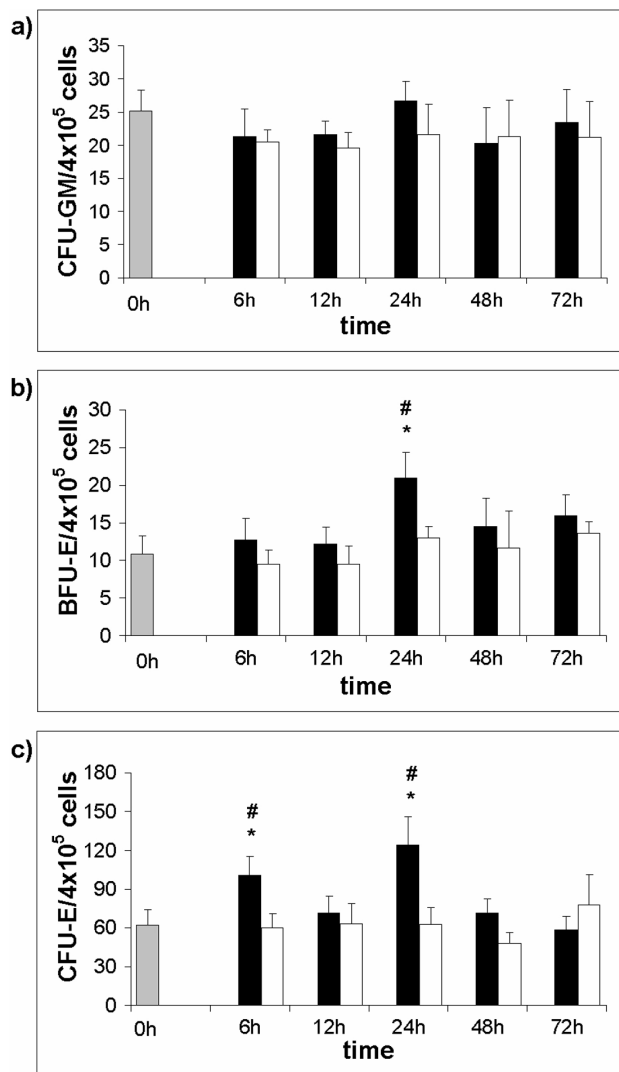 a)
CFU-GM/4x10⁵ cells
35
30
25
20
15
10
5
0
0h 6h 12h 24h 48h 72h
time
b)
BFU-E/4x10⁵ cells
30
25
20
15
10
5
0
#
*
0h 6h 12h 24h 48h 72h
time
c)
CFU-E/4x10⁵ cells
180
150
120
90
60
30
0
# #
* *
0h 6h 12h 24h 48h 72h
time